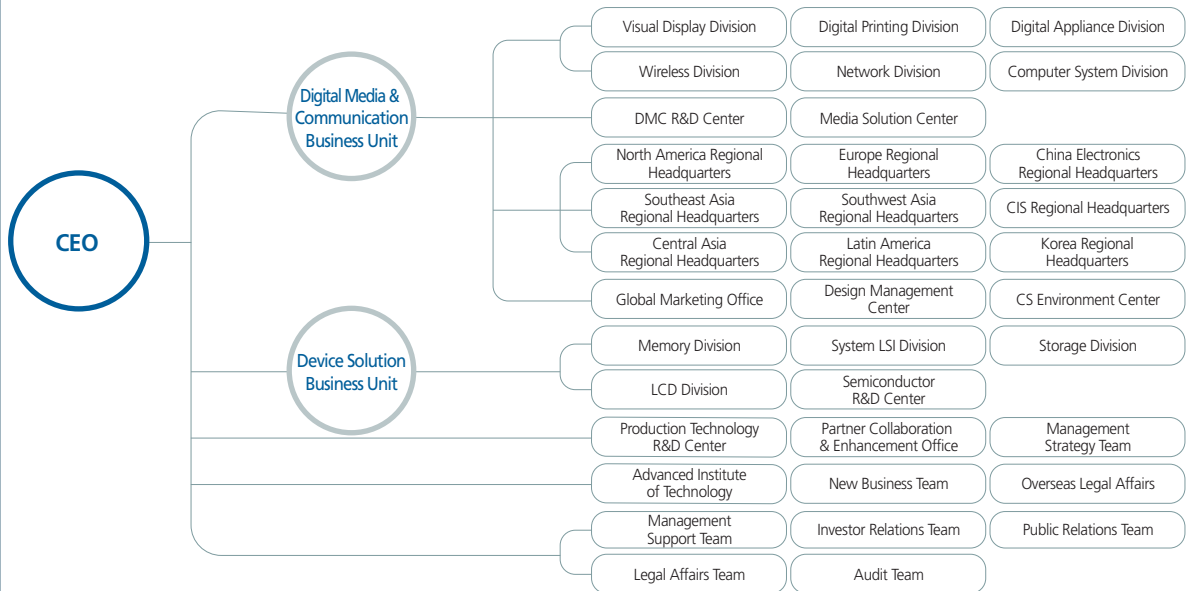 CEO
Digital Media &
Communication
Business Unit
Visual Display Division
Digital Printing Division
Digital Appliance Division
Wireless Division
Network Division
Computer System Division
DMC R&D Center
Media Solution Center
North America Regional
Headquarters
Europe Regional
Headquarters
China Electronics
Regional Headquarters
Southeast Asia
Regional Headquarters
Southwest Asia
Regional Headquarters
CIS Regional Headquarters
Central Asia
Regional Headquarters
Latin America
Regional Headquarters
Korea Regional
Headquarters
Global Marketing Office
Design Management
Center
CS Environment Center
Device Solution
Business Unit
Memory Division
System LSI Division
Storage Division
LCD Division
Semiconductor
R&D Center
Production Technology
R&D Center
Partner Collaboration
& Enhancement Office
Management
Strategy Team
Advanced Institute
of Technology
New Business Team
Overseas Legal Affairs
Management
Support Team
Investor Relations Team
Public Relations Team
Legal Affairs Team
Audit Team